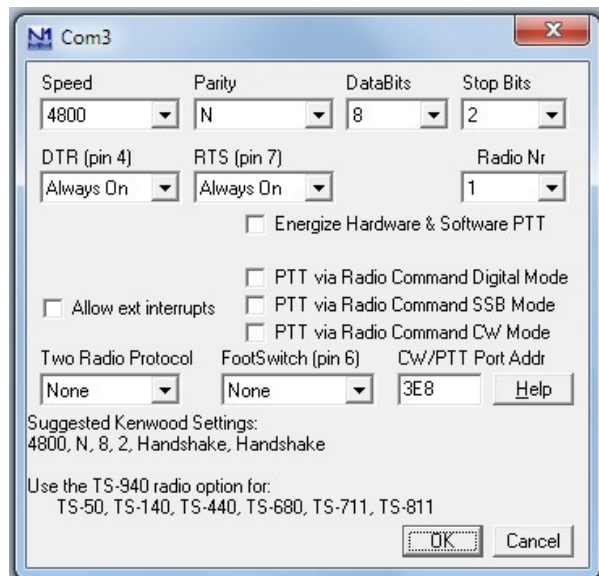 N1
Com3
Speed Parity DataBits Stop Bits
4800 N 8 2
DTR (pin 4) RTS (pin 7) Radio Nr
Always On Always On 1
Energize Hardware & Software PTT
PTT via Radio Command Digital Mode
Allow ext interrupts PTT via Radio Command SSB Mode
PTT via Radio Command CW Mode
Two Radio Protocol FootSwitch (pin 6) CW/PTT Port Addr
None None 3E8 Help
Suggested Kenwood Settings:
4800, N, 8, 2, Handshake, Handshake
Use the TS-940 radio option for:
TS-50, TS-140, TS-440, TS-680, TS-711, TS-811
OK Cancel